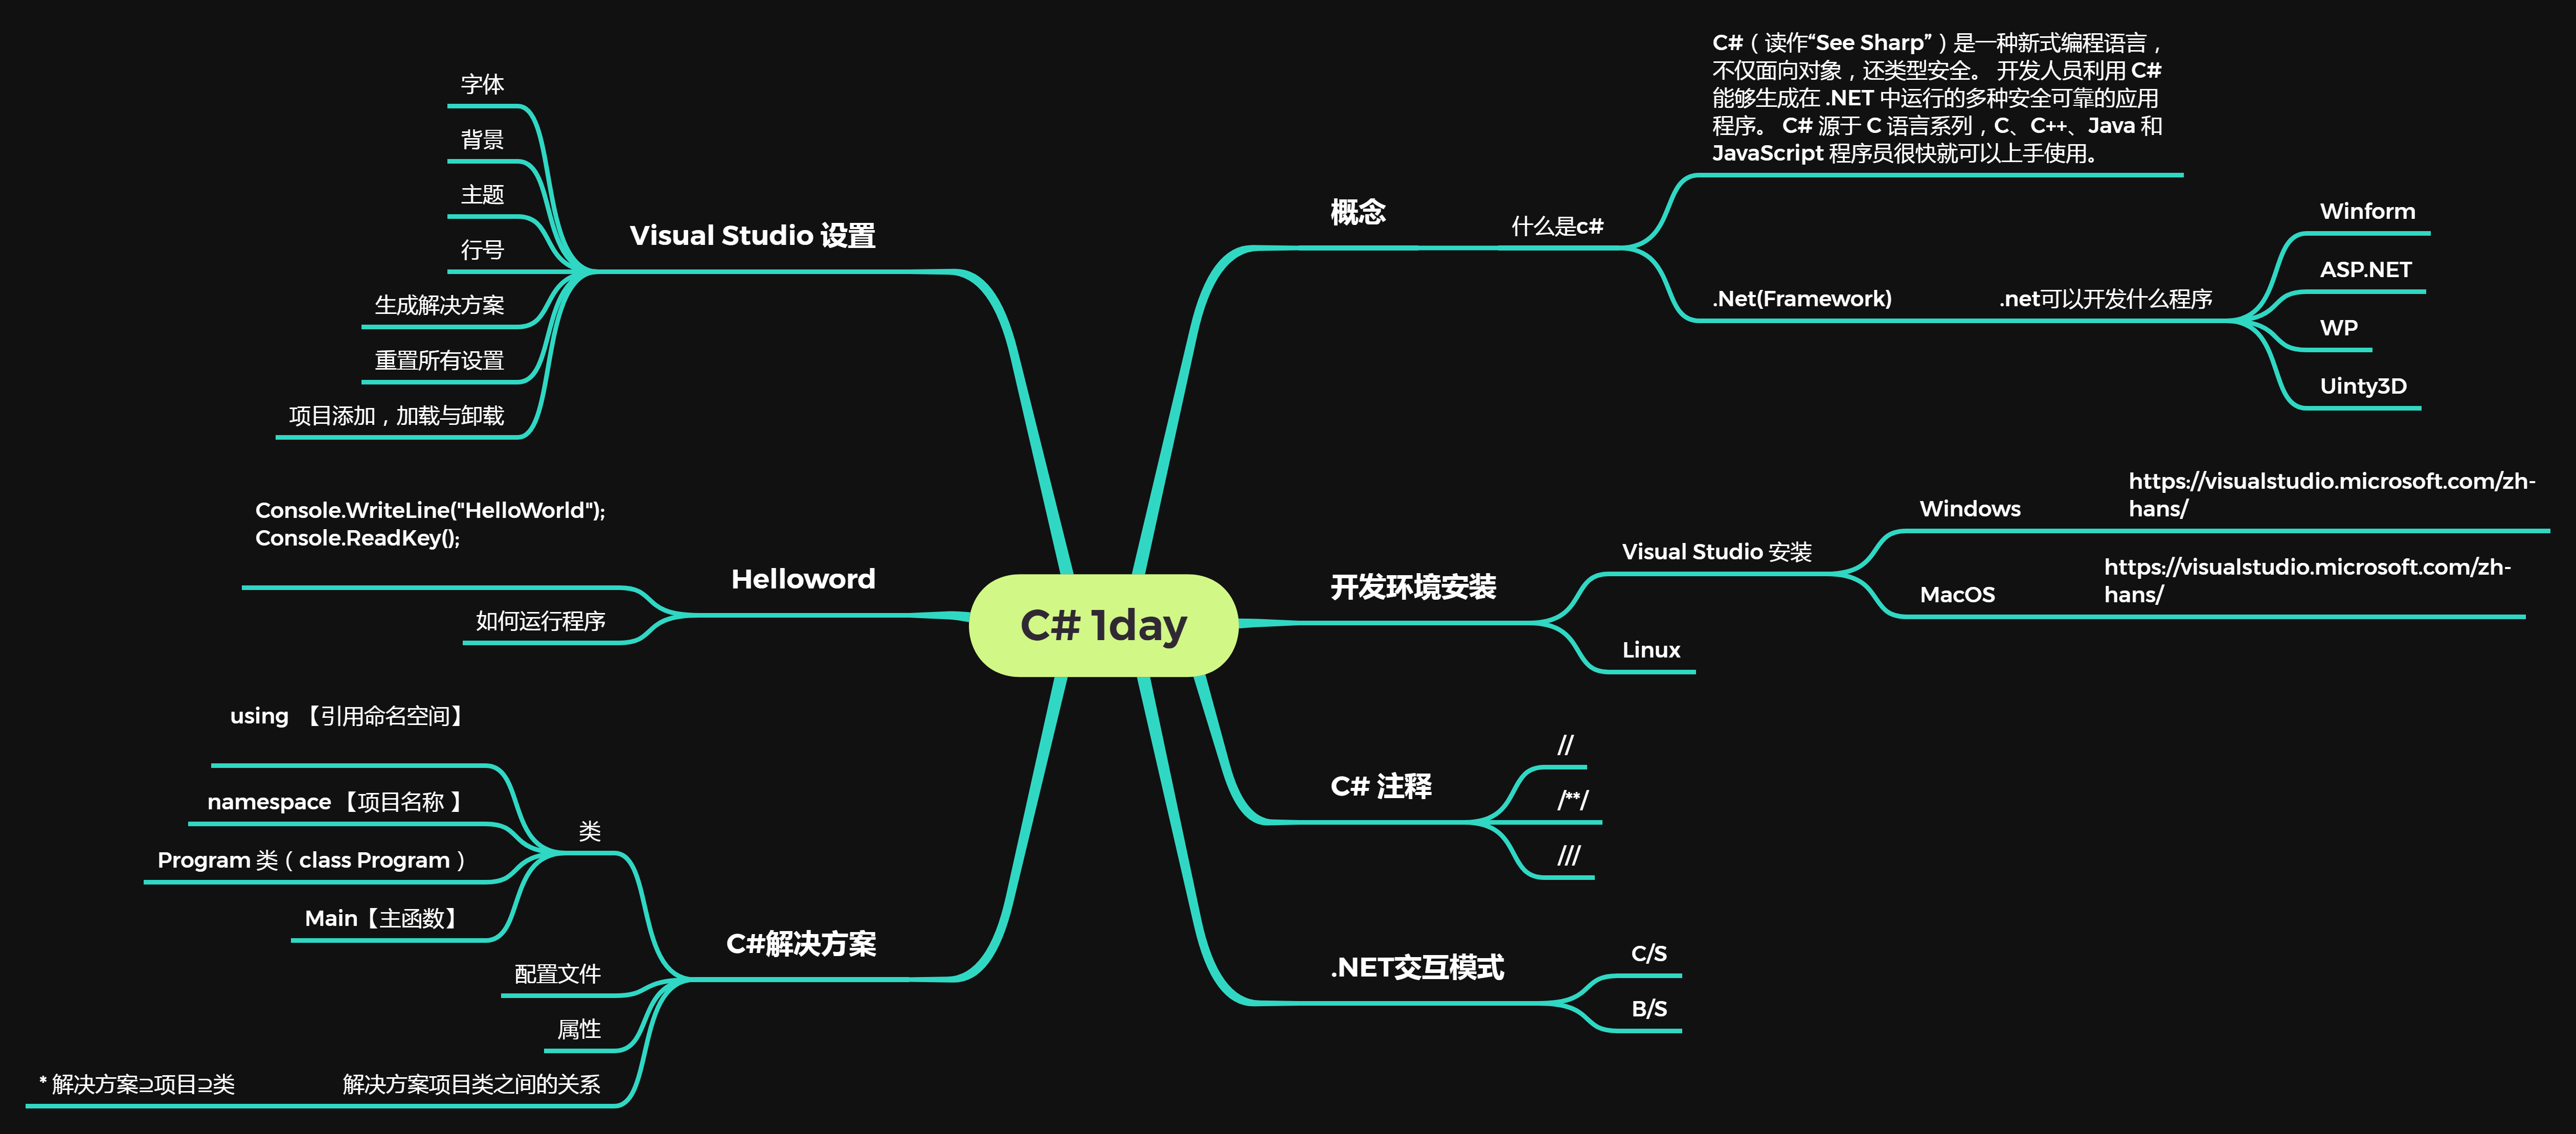 C# 1day
概念
什么是c#
C#（读作“See Sharp”）是一种新式编程语言，
不仅面向对象，还类型安全。 开发人员利用 C#
能够生成在 .NET 中运行的多种安全可靠的应用
程序。 C# 源于 C 语言系列，C、C++、Java 和
JavaScript 程序员很快就可以上手使用。
.Net(Framework)
.net可以开发什么程序
Winform
ASP.NET
WP
Uinty3D
开发环境安装
Visual Studio 安装
Windows
https://visualstudio.microsoft.com/zh-
hans/
MacOS
https://visualstudio.microsoft.com/zh-
hans/
Linux
C# 注释
//
/**/
///
.NET交互模式
C/S
B/S
Visual Studio 设置
字体
背景
主题
行号
生成解决方案
重置所有设置
项目添加，加载与卸载
Helloword
Console.WriteLine("HelloWorld");
Console.ReadKey();
如何运行程序
C#解决方案
类
using 【引用命名空间】
namespace 【项目名称 】
Program 类（class Program）
Main【主函数】
配置文件
属性
解决方案项目类之间的关系
* 解决方案⊇项目⊇类